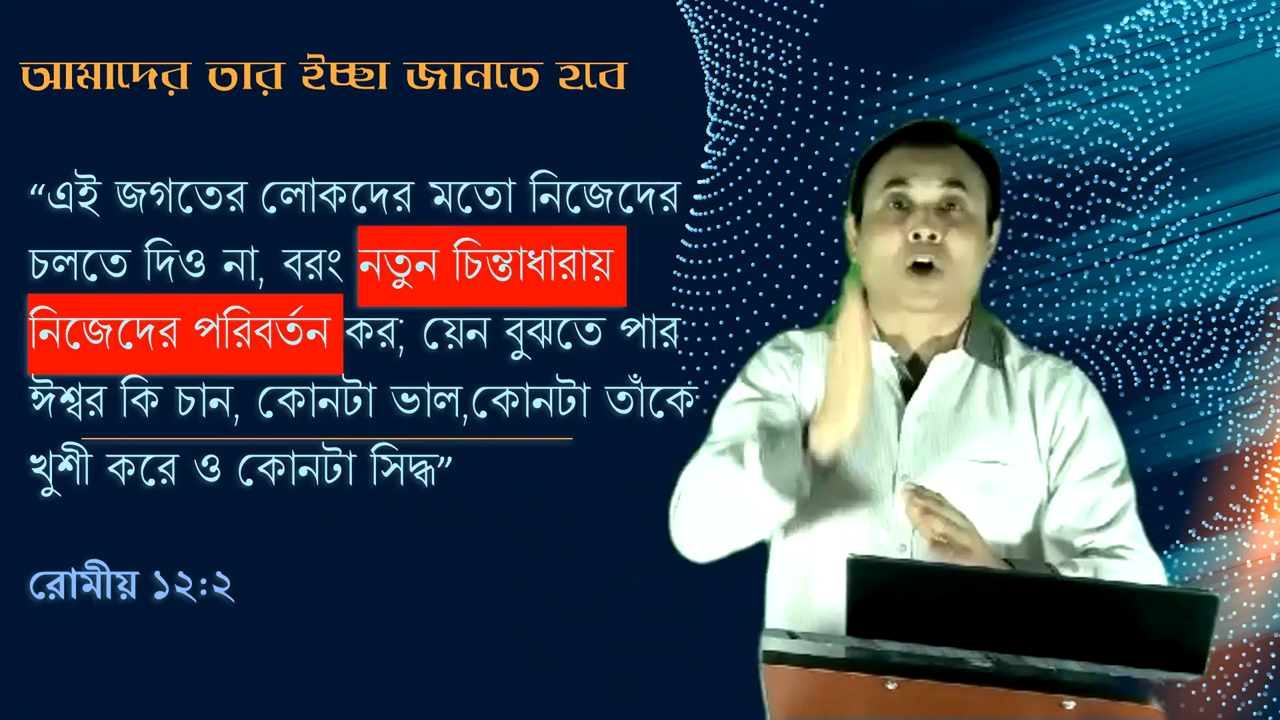 আমাদের তার ইচ্ছা জানতে হবে
“এই জগতের লোকদের মতো নিজেদের
চলতে দিও না, বরং নতুন চিন্তাধারায়
নিজেদের পরিবর্তন কর; যেন বুঝতে পার
ঈশ্বর কি চান, কোনটা ভাল,কোনটা তাঁকে
খুশী করে ও কোনটা সিদ্ধ”
রোমীয় ১২:২